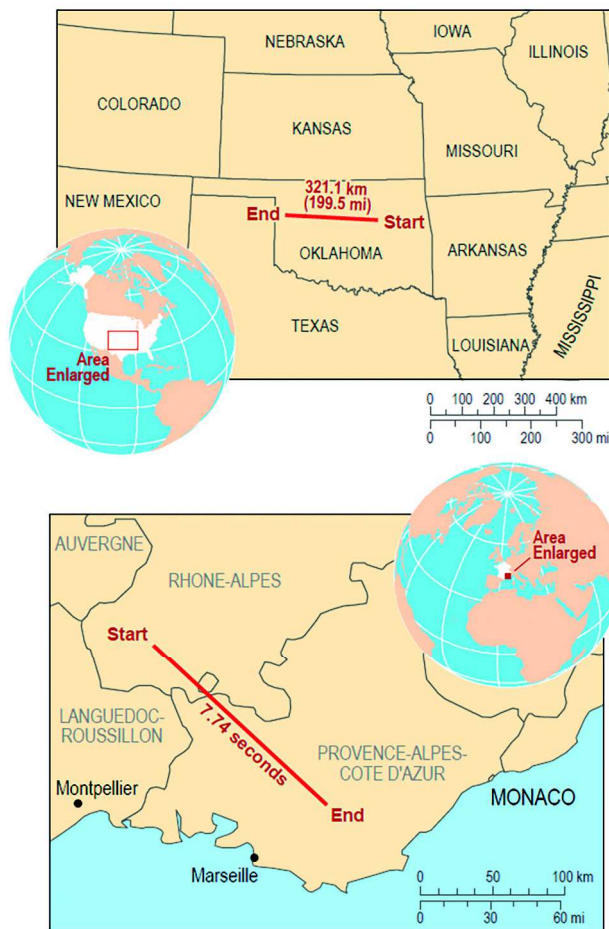 NEBRASKA
IOWA
ILLINOIS
COLORADO
KANSAS
MISSOURI
321.1 km
(199.5 mi)
NEW MEXICO
End
Start
OKLAHOMA
ARKANSAS
MISSISSIPPI
TEXAS
LOUISIANA
Area
Enlarged
0 100 200 300 400 km
0 100 200 300 mi
Area
Enlarged
AUVERGNE
RHONE-ALPES
Start
LANGUEDOC-
ROUSSILLON
7.74 seconds
PROVENCE-ALPES-
COTE D'AZUR
Montpellier
End
MONACO
Marseille
0 50 100 km
0 30 60 mi